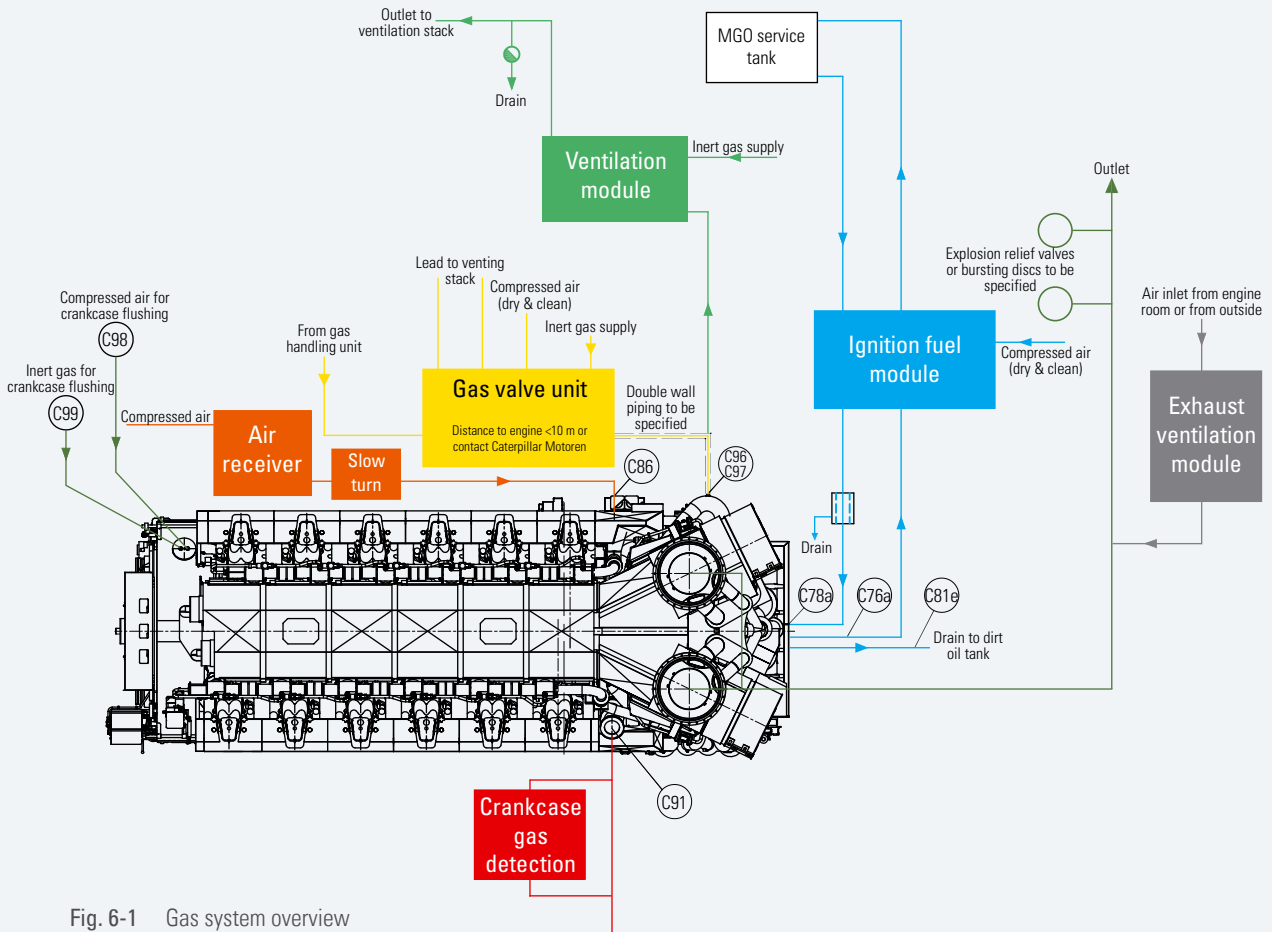 Outlet to
ventilation stack
Drain
MGO service
tank
Ventilation
module
Inert gas supply
Outlet
Explosion relief valves
or bursting discs to be
specified
Lead to venting
stack
Compressed air
(dry & clean)
Inert gas supply
Compressed air for
crankcase flushing
C98
From gas
handling unit
Air inlet from engine
room or from outside
Ignition fuel
module
Compressed air
(dry & clean)
Inert gas for
crankcase flushing
C99
Gas valve unit
Distance to engine <10 m or
contact Caterpillar Motoren
Double wall
piping to be
specified
Exhaust
ventilation
module
Compressed air
Air
receiver
Slow
turn
C86
C96
C97
Drain
C78a
C76a
C81e
Drain to dirt
oil tank
C91
Crankcase
gas
detection
Fig. 6-1 Gas system overview